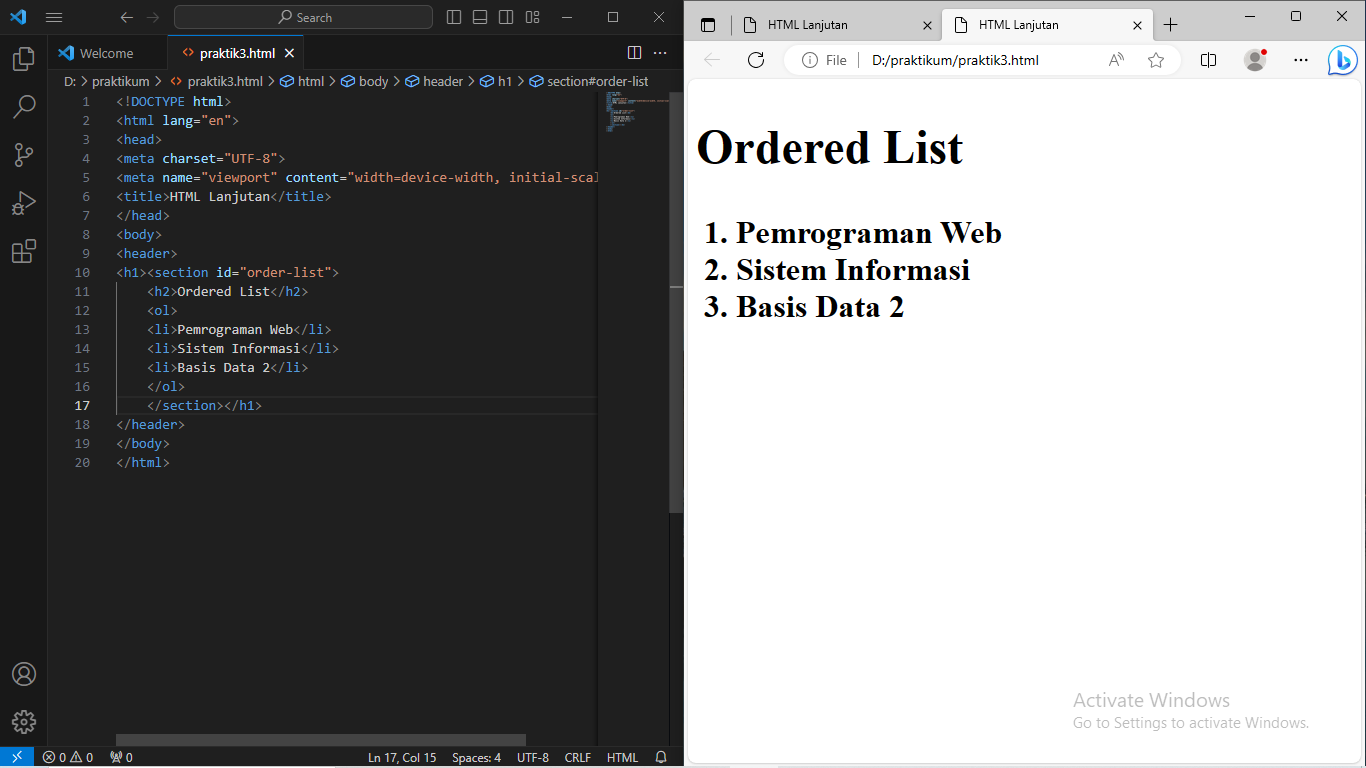 Search
Welcome
praktik3.html
D: > praktikum > praktik3.html > html > body > header > h1 > section#order-list
1 <!DOCTYPE html>
2 <html lang="en">
3 <head>
4 <meta charset="UTF-8">
5 <meta name="viewport" content="width=device-width, initial-scal
6 <title>HTML Lanjutan</title>
7 </head>
8 <body>
9 <header>
10 <h1><section id="order-list">
11     <h2>Ordered List</h2>
12     <ol>
13     <li>Pemrograman Web</li>
14     <li>Sistem Informasi</li>
15     <li>Basis Data 2</li>
16     </ol>
17     </section></h1>
18 </header>
19 </body>
20 </html>
0 0 0 Ln 17, Col 15 Spaces: 4 UTF-8 CRLF HTML
HTML Lanjutan
HTML Lanjutan
File D:/praktikum/praktik3.html
Ordered List
1. Pemrograman Web
2. Sistem Informasi
3. Basis Data 2
Activate Windows
Go to Settings to activate Windows.